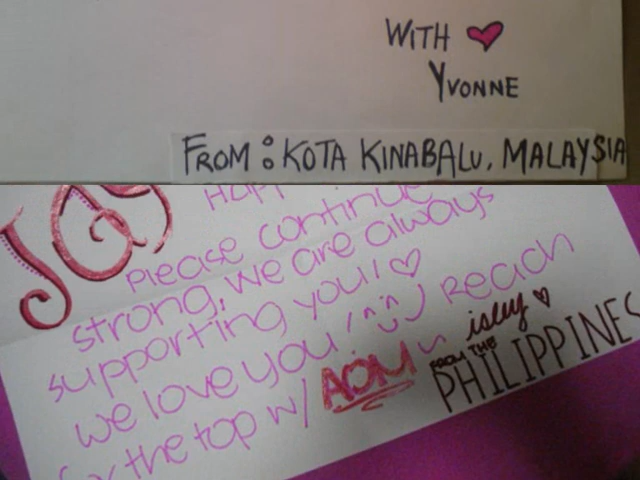 WITH ♥
YVONNE
FROM: KOTA KINABALU, MALAYSIA
Please continue
strong, we are always
supporting you! ♡
we love you! ^^ Reach
the top w/ AOM
isley ♥
FROM THE
PHILIPPINES